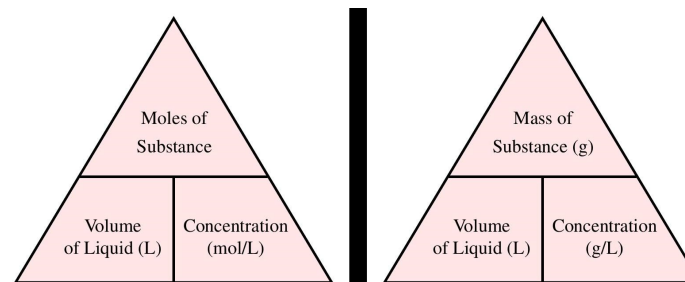 Moles of
Substance
Volume
of Liquid (L)
Concentration
(mol/L)
Mass of
Substance (g)
Volume
of Liquid (L)
Concentration
(g/L)